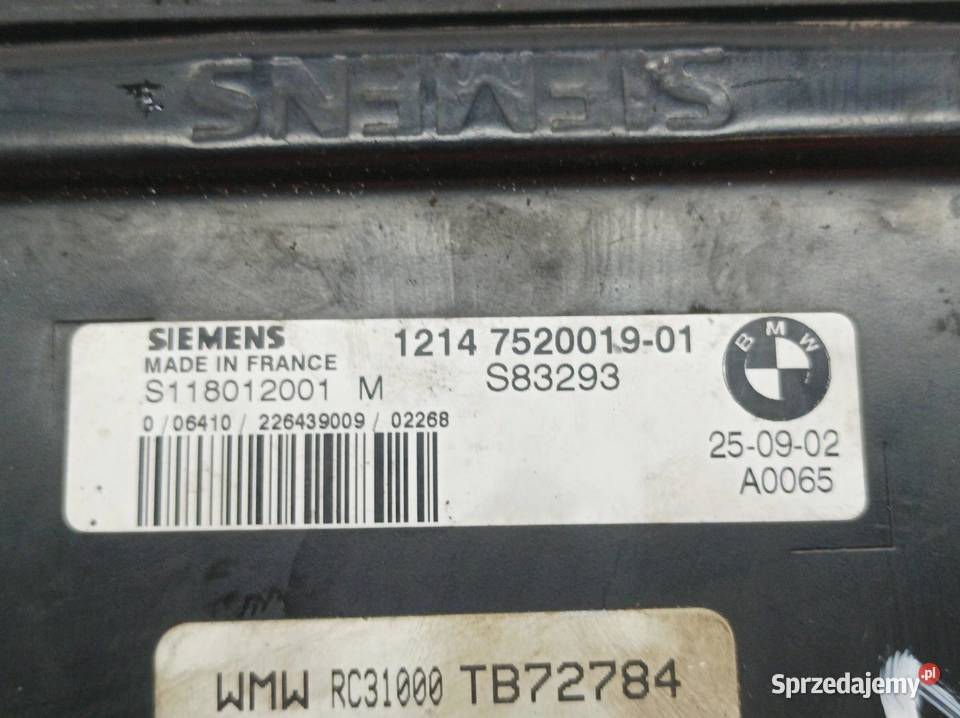 SIEMENS
SIEMENS
MADE IN FRANCE
S118012001 M
0 / 06410 / 226439009 / 02268
1214 7520019-01
S83293
BMW
25-09-02
A0065
WMW RC31000 TB72784
Sprzedajemy.pl